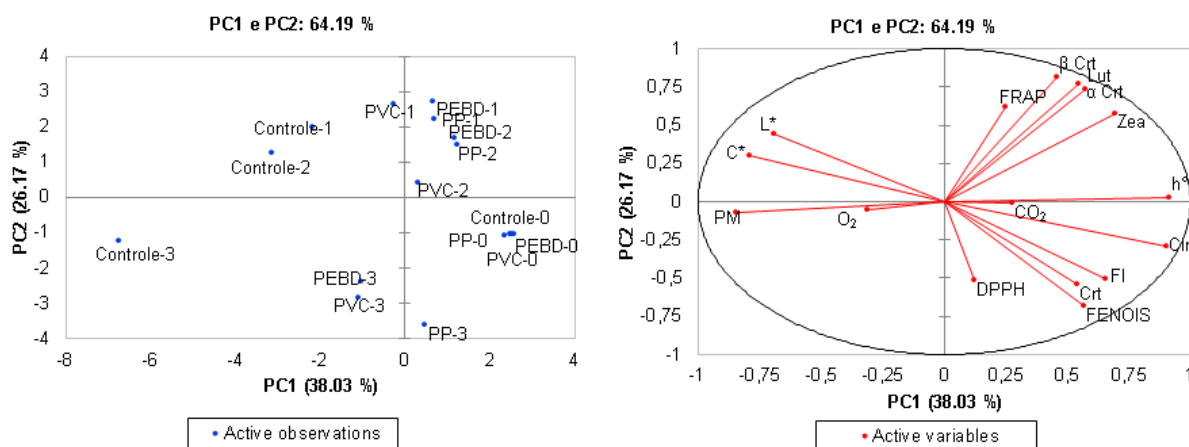 PC1 e PC2: 64.19 %
PC2 (26.17 %)
4
3
2
1
0
-1
-2
-3
-4
PVC-1
PEBD-1
PP-1
Controle-1
PEBD-2
PP-2
Controle-2
PVC-2
Controle-0
PP-0
PEBD-0
PVC-0
Controle-3
PEBD-3
PVC-3
PP-3
-8
-6
-4
-2
0
2
4
PC1 (38.03 %)
Active observations
PC1 e PC2: 64.19 %
PC2 (26.17 %)
1
0,75
0,5
0,25
0
-0,25
-0,5
-0,75
-1
β Crt
Lut
α Crt
FRAP
Zea
L*
C*
h°
PM
O₂
CO₂
FI
DPPH
Crt
FENOIS
-1
-0,75
-0,5
-0,25
0
0,25
0,5
0,75
1
PC1 (38.03 %)
Active variables